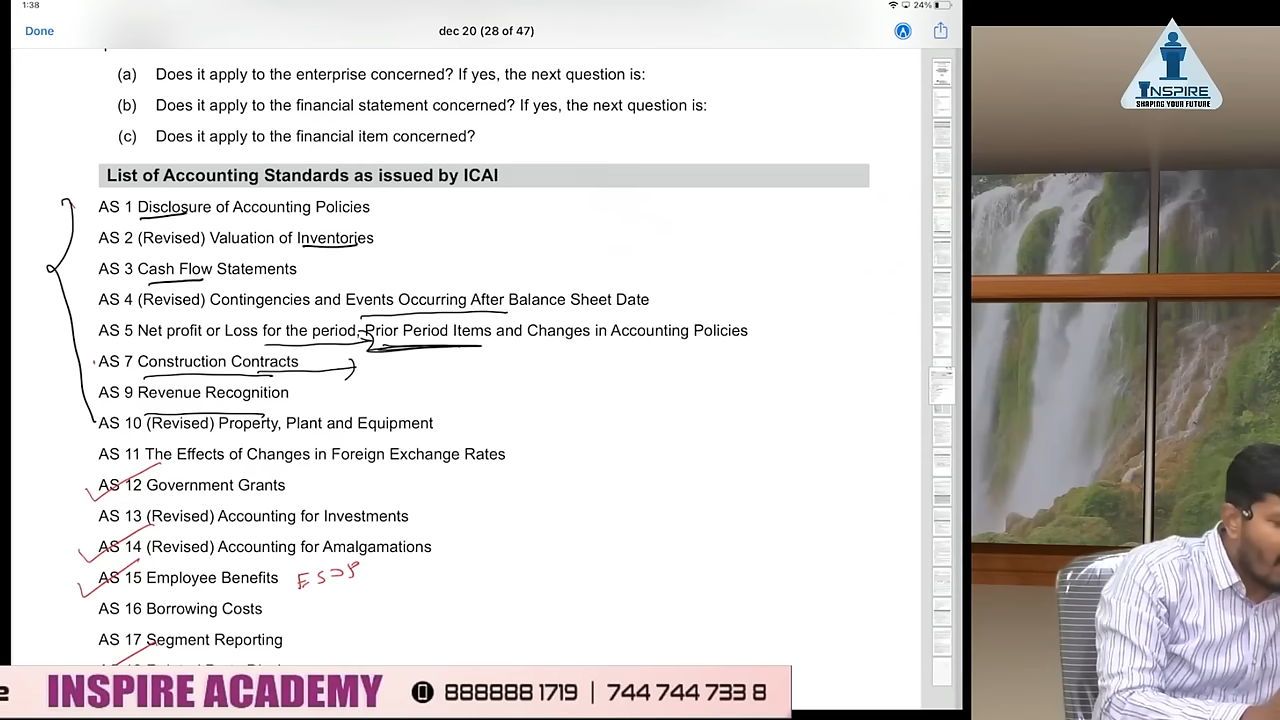 1:38
24%
Done
dec 20 (28 of 47)
(a) Does it apply to the enterprise concerned? If yes, the next question is:
(b) Does it apply to the financial statement concerned? If yes, the next question is:
(c) Does it apply to the financial item concerned?
List of Accounting Standards as issued by ICAI
AS 1 Disclosure of Accounting Policies
AS 2 (Revised) Valuation of Inventories
AS 3 Cash Flow Statements
AS 4 (Revised) Contingencies and Events Occurring After Balance Sheet Date
AS 5 Net profit or Loss for the period, Prior Period Items and Changes in Accounting Policies
AS 7 Construction Contracts
AS 9 Revenue Recognition
AS 10 (Revised) Property, Plant and Equipment
AS 11 The Effects of Changes in Foreign Exchange Rates
AS 12 Government Grants
AS 13 (Revised) Accounting for Investments
AS 14 (Revised) Accounting for Amalgamations
AS 15 Employee Benefits ESOP
AS 16 Borrowing Costs
AS 17 Segment Reporting
INSPIRE ACADEM 888888 1719 | 744 744 733 8
INSPIRE
SHAPING YOUR FUTURE